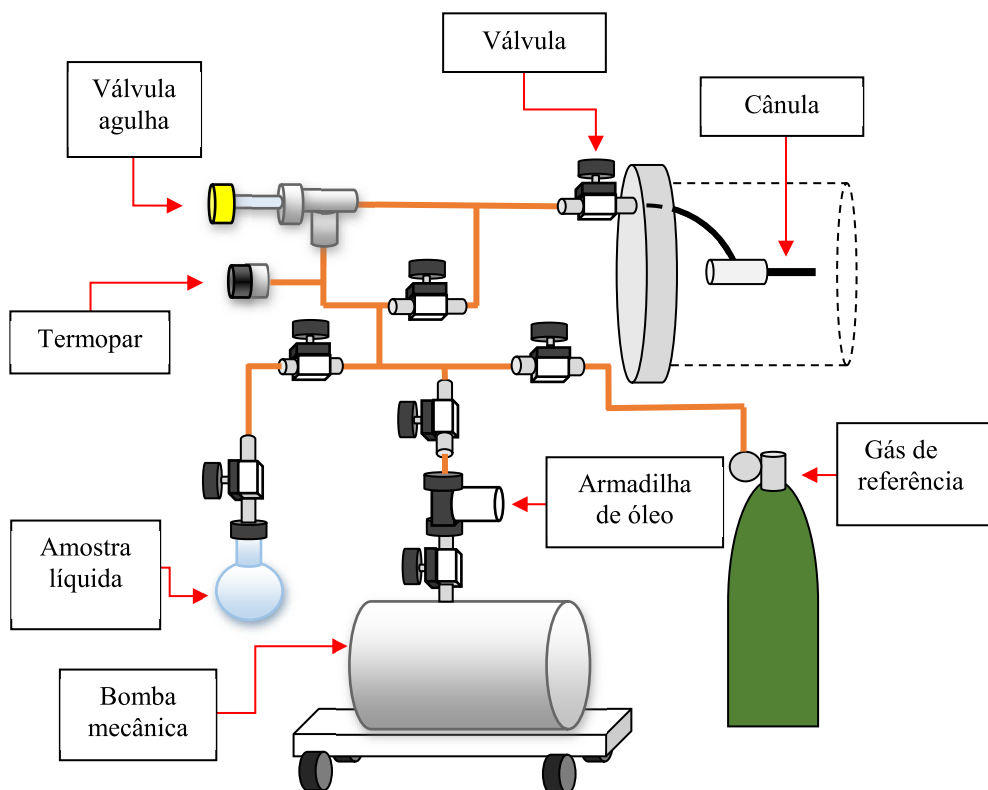 Válvula
Válvula
agulha
Cânula
Termopar
Gás de
referência
Armadilha
de óleo
Amostra
líquida
Bomba
mecânica